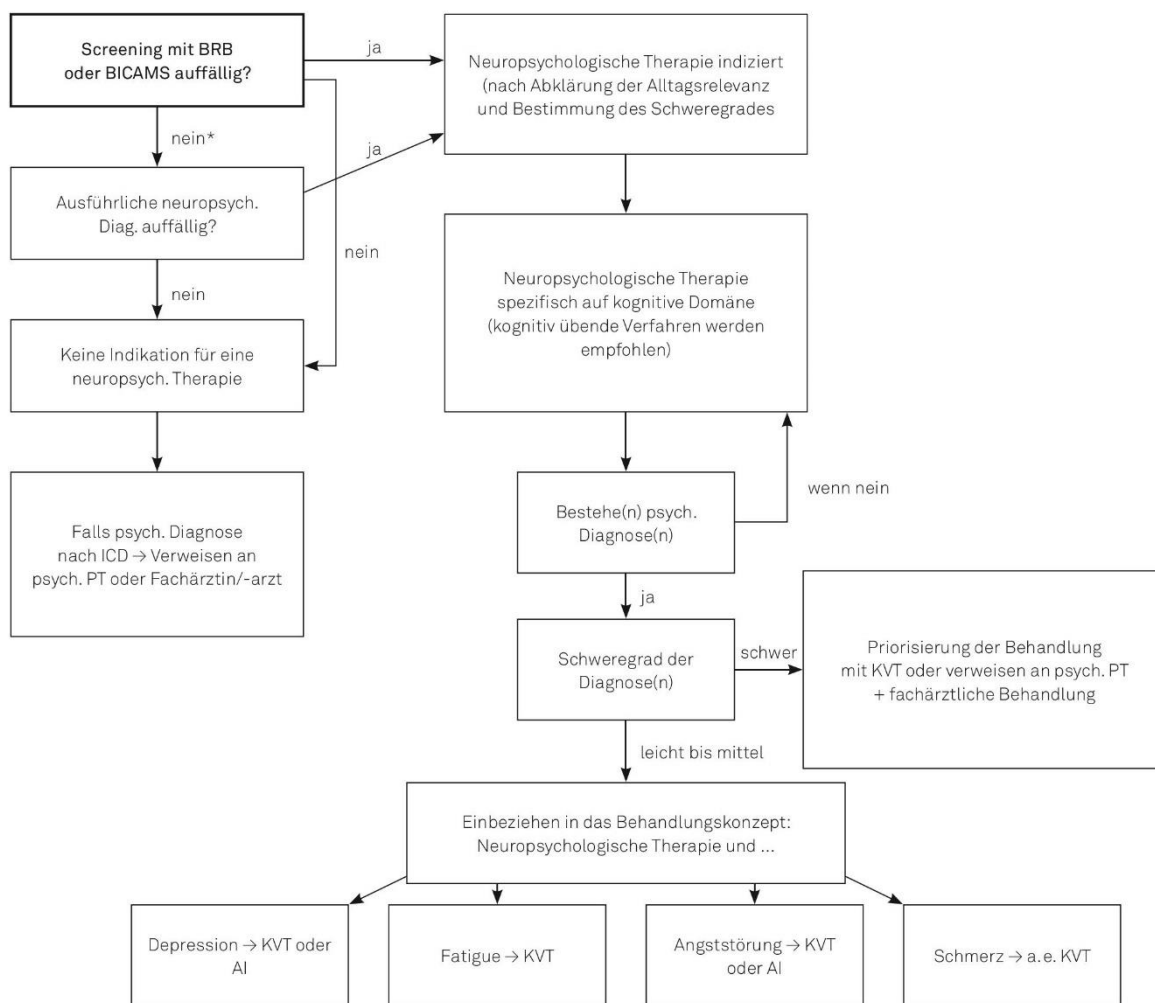 Screening mit BRB
oder BICAMS auffällig?
ja
Neuropsychologische Therapie indiziert
(nach Abklärung der Alltagsrelevanz
und Bestimmung des Schweregrades
nein*
ja
Ausführliche neuropsych.
Diag. auffällig?
nein
nein
Neuropsychologische Therapie
spezifisch auf kognitive Domäne
(kognitiv übende Verfahren werden
empfohlen)
Keine Indikation für eine
neuropsych. Therapie
Falls psych. Diagnose
nach ICD → Verweisen an
psych. PT oder Fachärztin/-arzt
Bestehe(n) psych.
Diagnose(n)
wenn nein
ja
Schweregrad der
Diagnose(n)
schwer
Priorisierung der Behandlung
mit KVT oder verweisen an psych. PT
+ fachärztliche Behandlung
leicht bis mittel
Einbeziehen in das Behandlungskonzept:
Neuropsychologische Therapie und ...
Depression → KVT oder
AI
Fatigue → KVT
Angststörung → KVT
oder AI
Schmerz → a. e. KVT